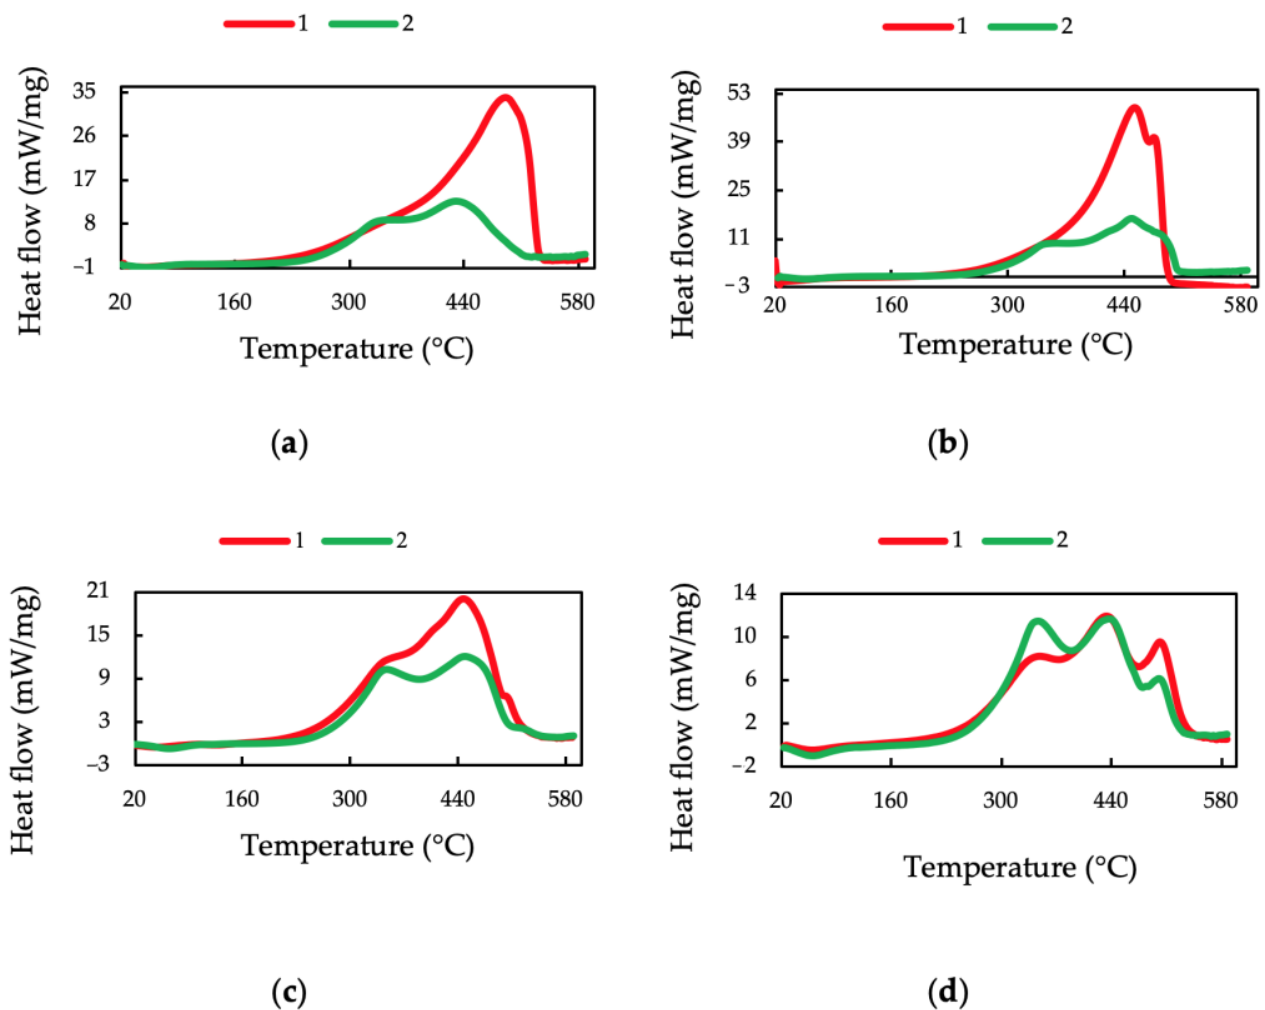 1 2
Heat flow (mW/mg)
35
26
17
8
−1
20 160 300 440 580
Temperature (°C)
(a)
1 2
Heat flow (mW/mg)
53
39
25
11
−3
20 160 300 440 580
Temperature (°C)
(b)
1 2
Heat flow (mW/mg)
21
15
9
3
−3
20 160 300 440 580
Temperature (°C)
(c)
1 2
Heat flow (mW/mg)
14
10
6
2
−2
20 160 300 440 580
Temperature (°C)
(d)